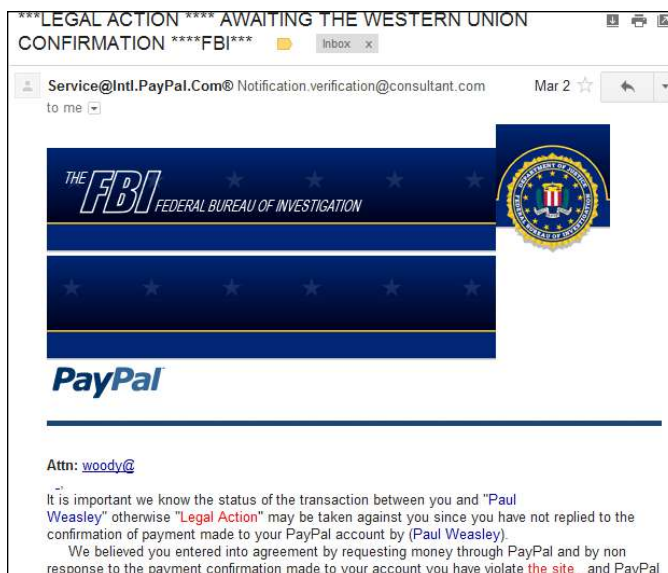 ***LEGAL ACTION **** AWAITING THE WESTERN UNION
CONFIRMATION ****FBI***
Inbox x
Service@Intl.PayPal.Com® Notification.verification@consultant.com Mar 2
to me
THE FBI FEDERAL BUREAU OF INVESTIGATION
DEPARTMENT OF JUSTICE
FEDERAL BUREAU OF INVESTIGATION
PayPal
Attn: woody@
It is important we know the status of the transaction between you and "Paul
Weasley" otherwise "Legal Action" may be taken against you since you have not replied to the
confirmation of payment made to your PayPal account by (Paul Weasley).
We believed you entered into agreement by requesting money through PayPal and by non
response to the payment confirmation made to your account you have violate the site and PayPal